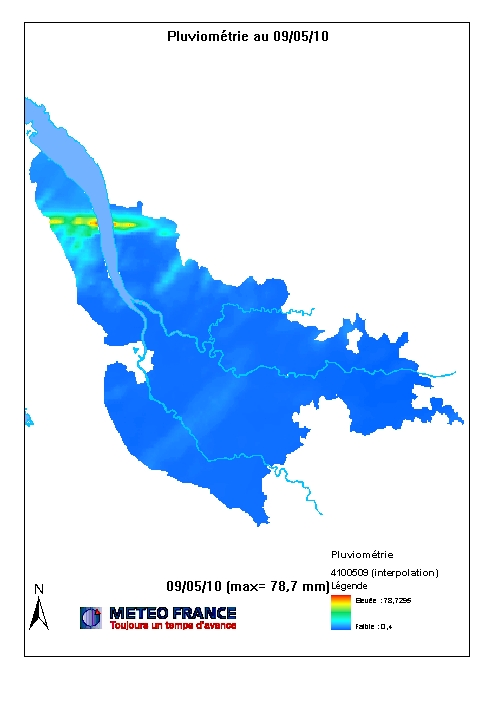 Pluviométrie au 09/05/10
Pluviométrie
4100509 (interpolation)
Légende
Elevée : 78,7295
Faible : 0,4
09/05/10 (max= 78,7 mm)
N
METEO FRANCE
Toujours un temps d'avance